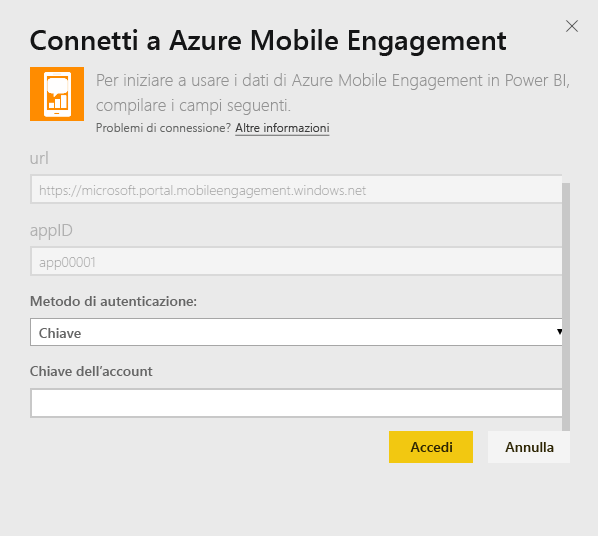 Connetti a Azure Mobile Engagement
Per iniziare a usare i dati di Azure Mobile Engagement in Power BI,
compilare i campi seguenti.
Problemi di connessione? Altre informazioni
url
https://microsoft.portal.mobileengagement.windows.net
appID
app00001
Metodo di autenticazione:
Chiave
Chiave dell’account
Accedi Annulla